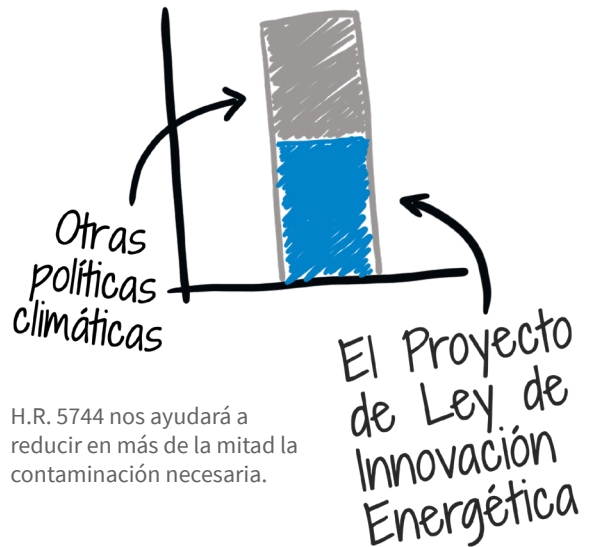 Otras
políticas
climáticas
El Proyecto
de Ley de
Innovación
Energética
H.R. 5744 nos ayudará a
reducir en más de la mitad la
contaminación necesaria.